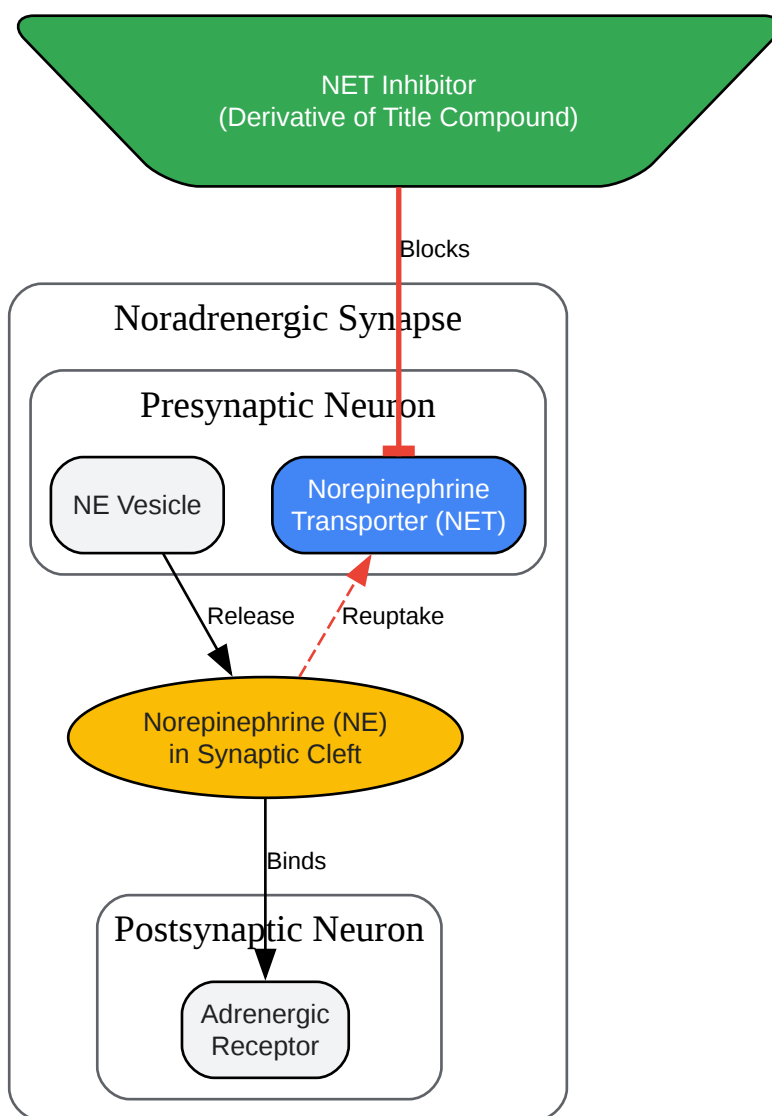 NET Inhibitor
(Derivative of Title Compound)
Blocks
Noradrenergic Synapse
Presynaptic Neuron
NE Vesicle
Norepinephrine
Transporter (NET)
Release
Reuptake
Norepinephrine (NE)
in Synaptic Cleft
Binds
Postsynaptic Neuron
Adrenergic
Receptor